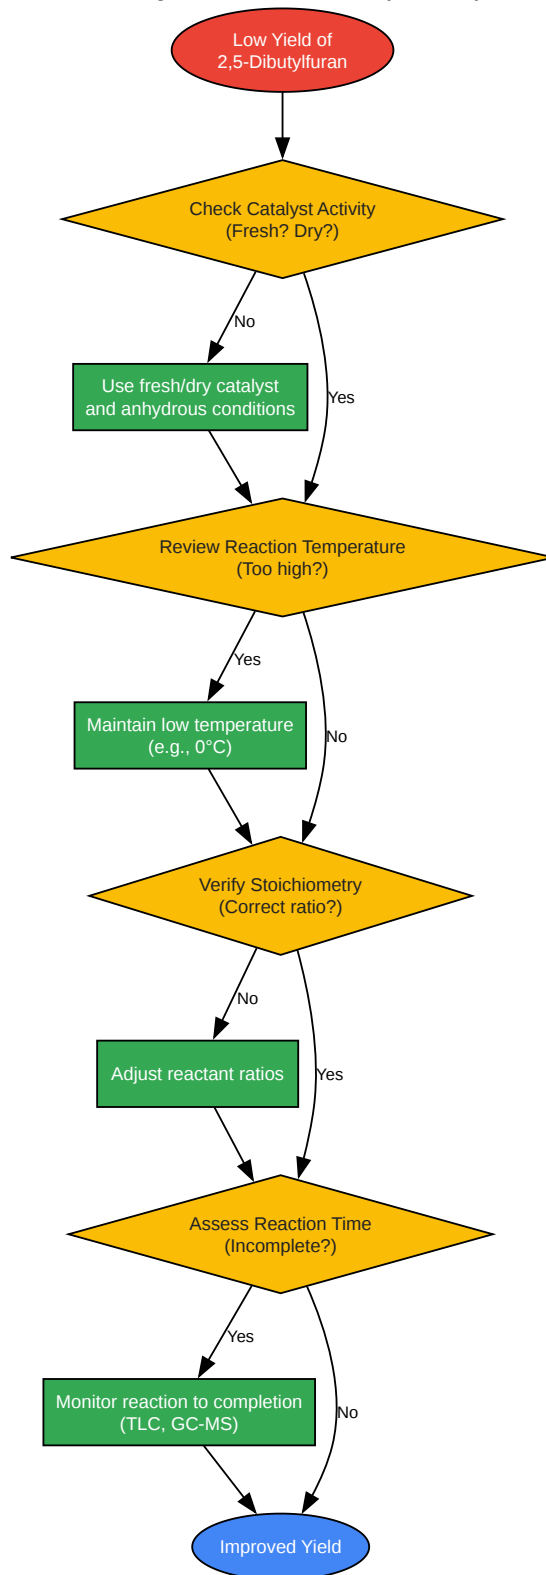 Low Yield of
2,5-Dibutylfuran
Check Catalyst Activity
(Fresh? Dry?)
No
Use fresh/dry catalyst
and anhydrous conditions
Yes
Review Reaction Temperature
(Too high?)
Yes
Maintain low temperature
(e.g., 0°C)
No
Verify Stoichiometry
(Correct ratio?)
No
Adjust reactant ratios
Yes
Assess Reaction Time
(Incomplete?)
Yes
Monitor reaction to completion
(TLC, GC-MS)
No
Improved Yield